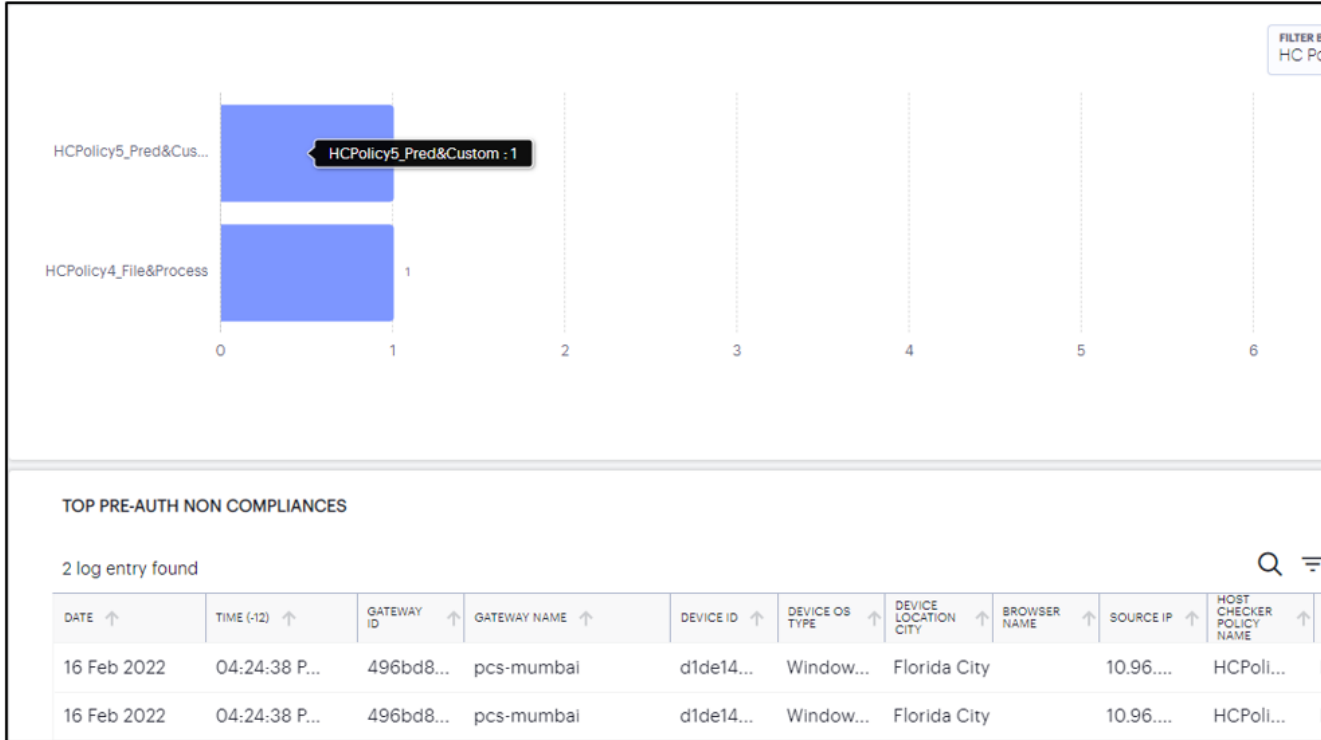 FILTER B
HC Po
HCPolicy5_Pred&Cus...
HCPolicy5_Pred&Custom : 1
HCPolicy4_File&Process
1
0 1 2 3 4 5 6
TOP PRE-AUTH NON COMPLIANCES
2 log entry found
DATE TIME (-12) GATEWAY ID GATEWAY NAME DEVICE ID DEVICE OS TYPE DEVICE LOCATION CITY BROWSER NAME SOURCE IP HOST CHECKER POLICY NAME
16 Feb 2022 04:24:38 P... 496bd8... pcs-mumbai d1de14... Window... Florida City 10.96.... HCPoli...
16 Feb 2022 04:24:38 P... 496bd8... pcs-mumbai d1de14... Window... Florida City 10.96.... HCPoli...